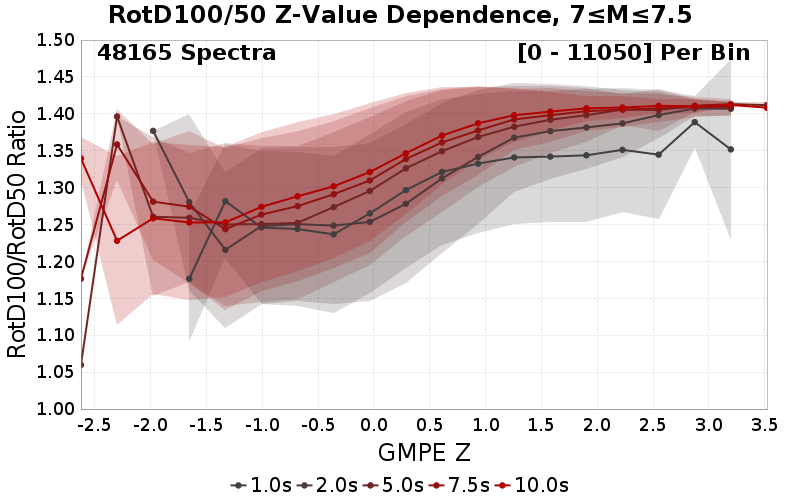 RotD100/50 Z-Value Dependence, 7≤M≤7.5
48165 Spectra [0 - 11050] Per Bin
1.50
1.45
1.40
1.35
1.30
1.25
1.20
1.15
1.10
1.05
1.00
RotD100/RotD50 Ratio
-2.5 -2.0 -1.5 -1.0 -0.5 0.0 0.5 1.0 1.5 2.0 2.5 3.0 3.5
GMPE Z
1.0s 2.0s 5.0s 7.5s 10.0s